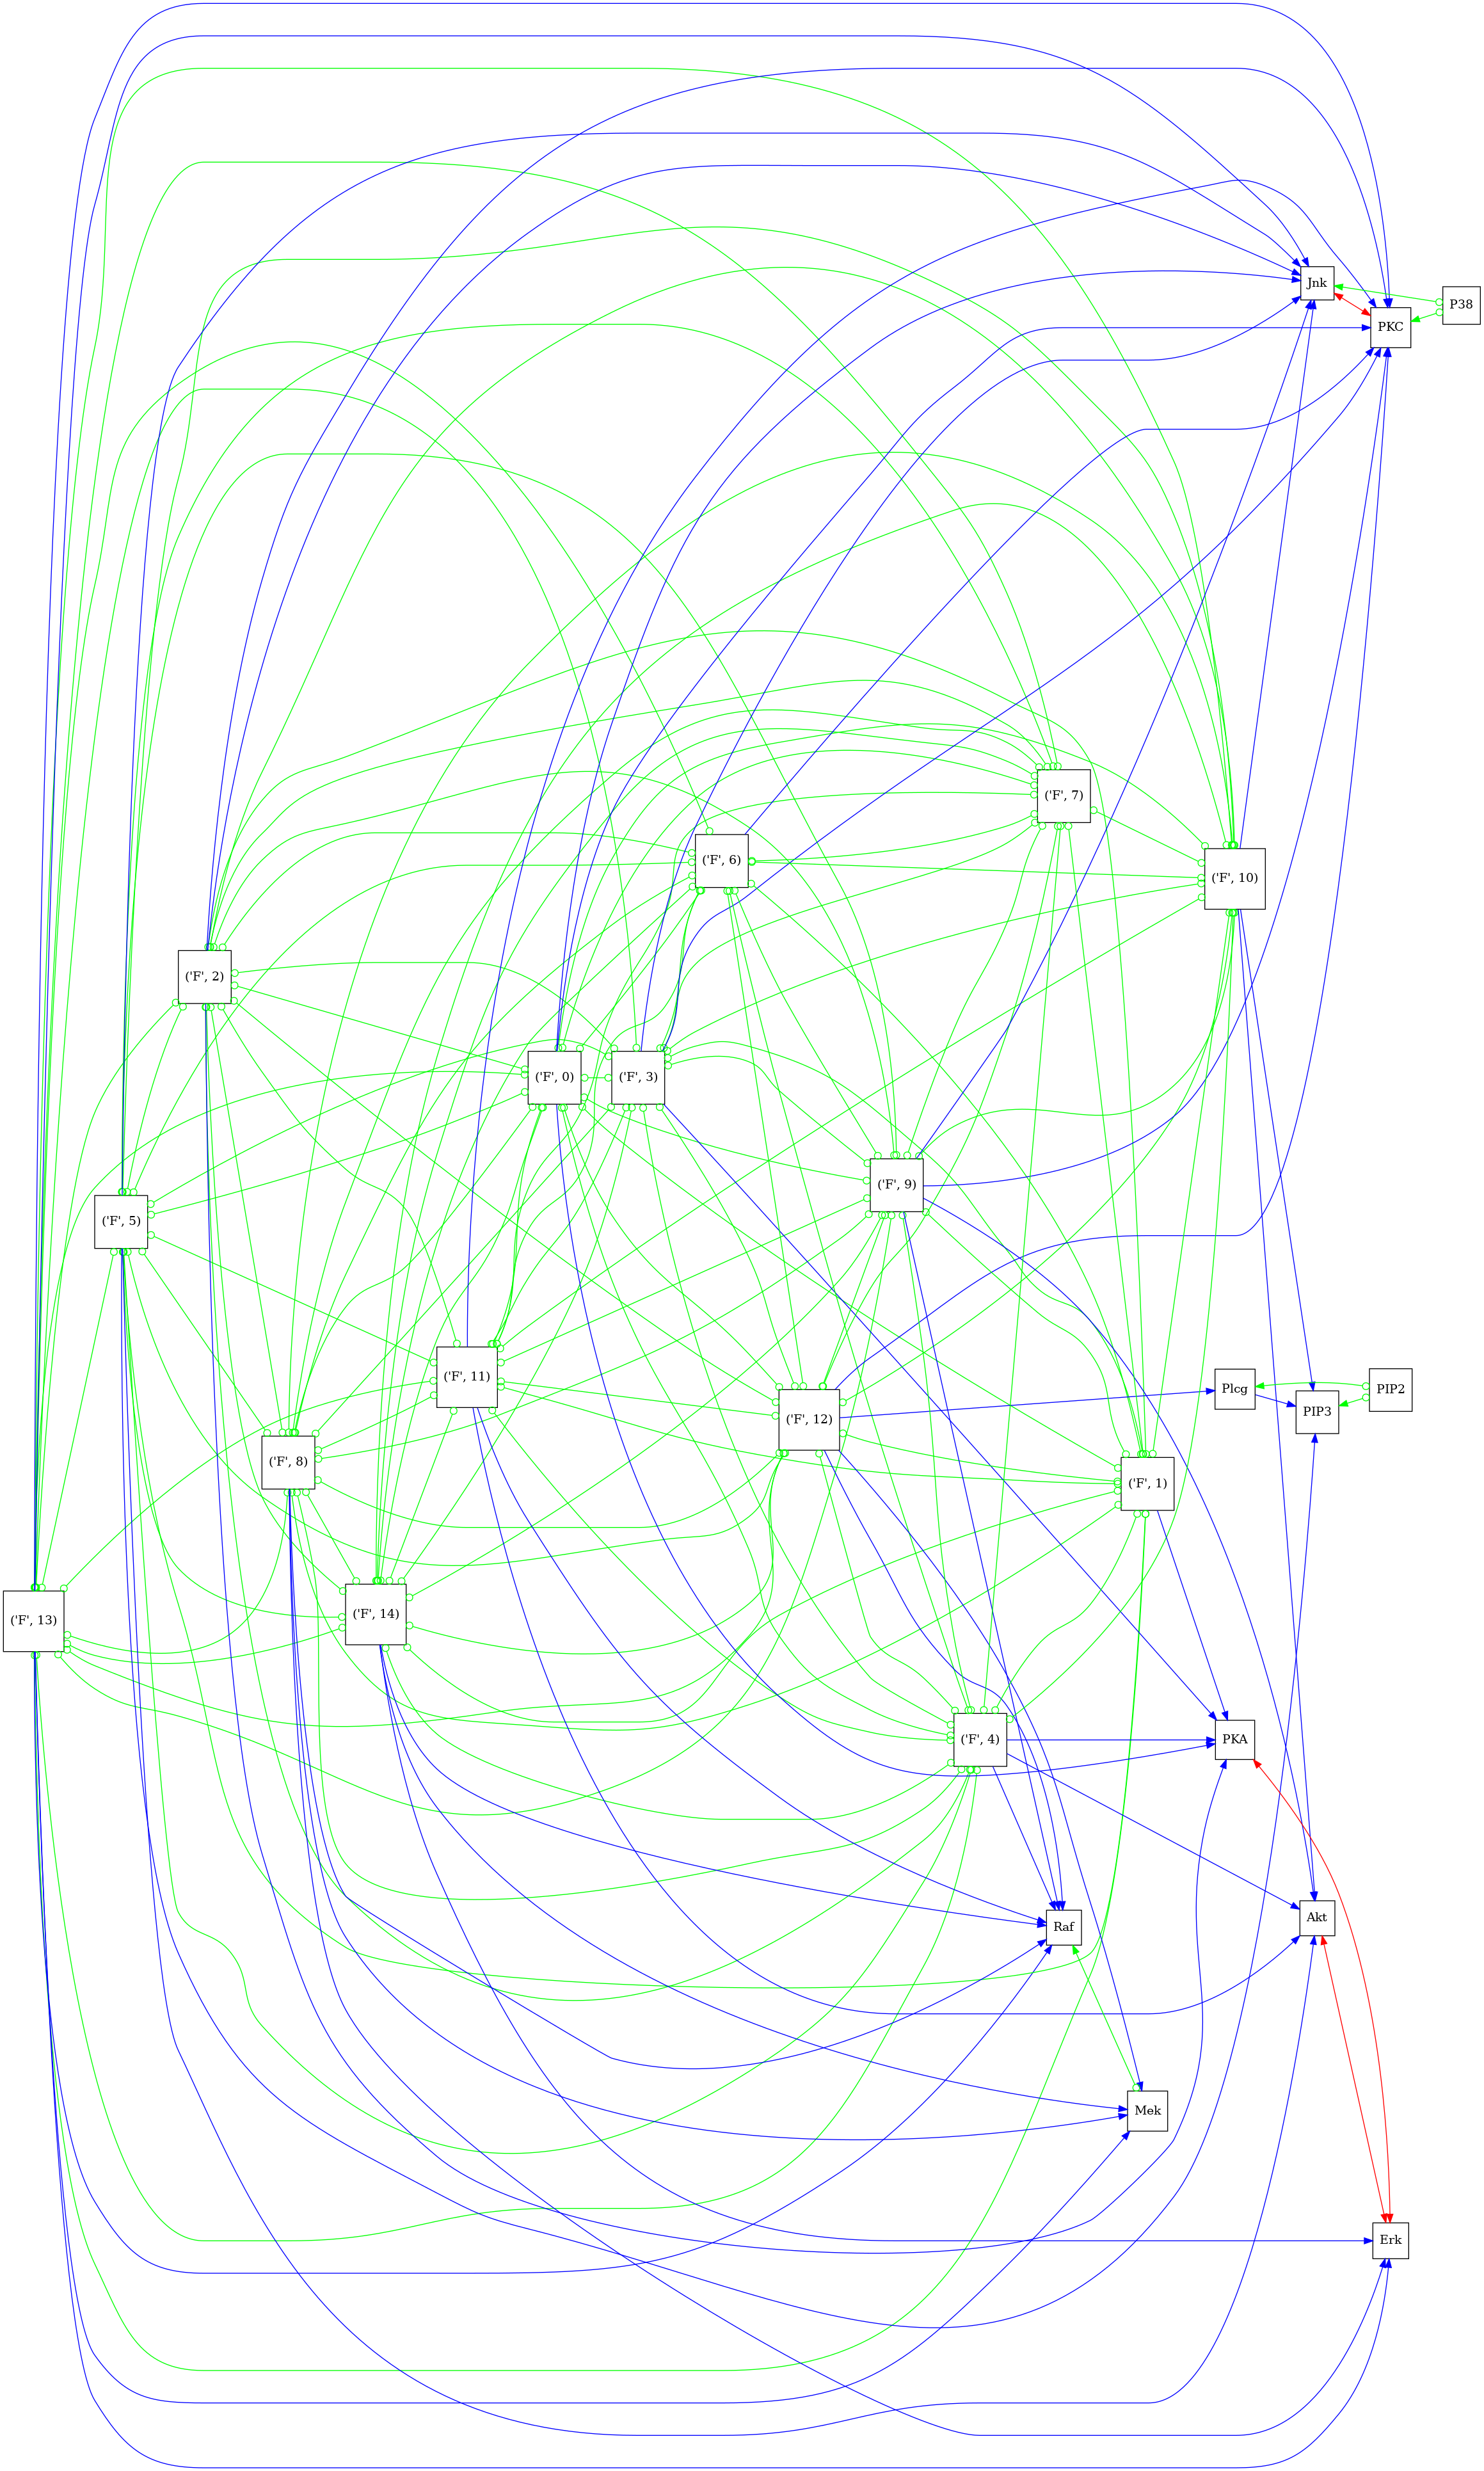 Jnk
P38
PKC
('F', 7)
('F', 6)
('F', 10)
('F', 2)
('F', 0)
('F', 3)
('F', 9)
('F', 5)
('F', 11)
Plcg
PIP2
PIP3
('F', 12)
('F', 8)
('F', 1)
('F', 14)
('F', 13)
('F', 4)
PKA
Akt
Raf
Mek
Erk